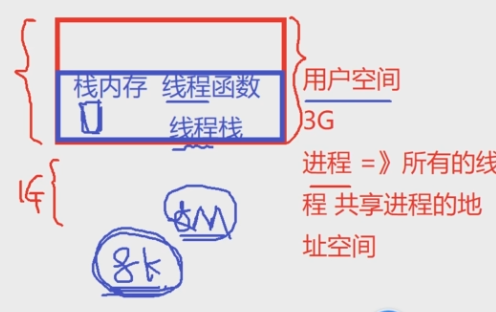 栈内存 线程函数
线程栈
用户空间
3G
进程 =》所有的线
程 共享进程的地
址空间
1G
8M
8k